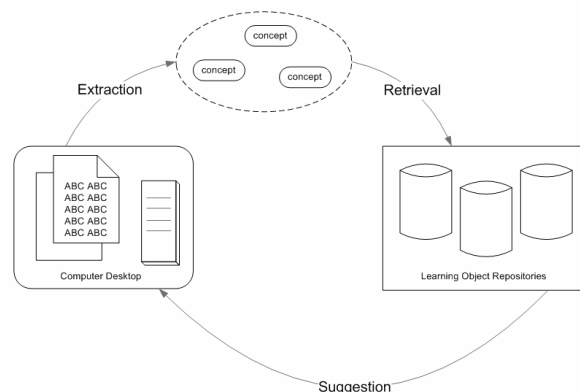 concept
concept
concept
Extraction
Retrieval
ABC ABC
ABC ABC
ABC ABC
ABC ABC
ABC ABC
Computer Desktop
Learning Object Repositories
Suggestion